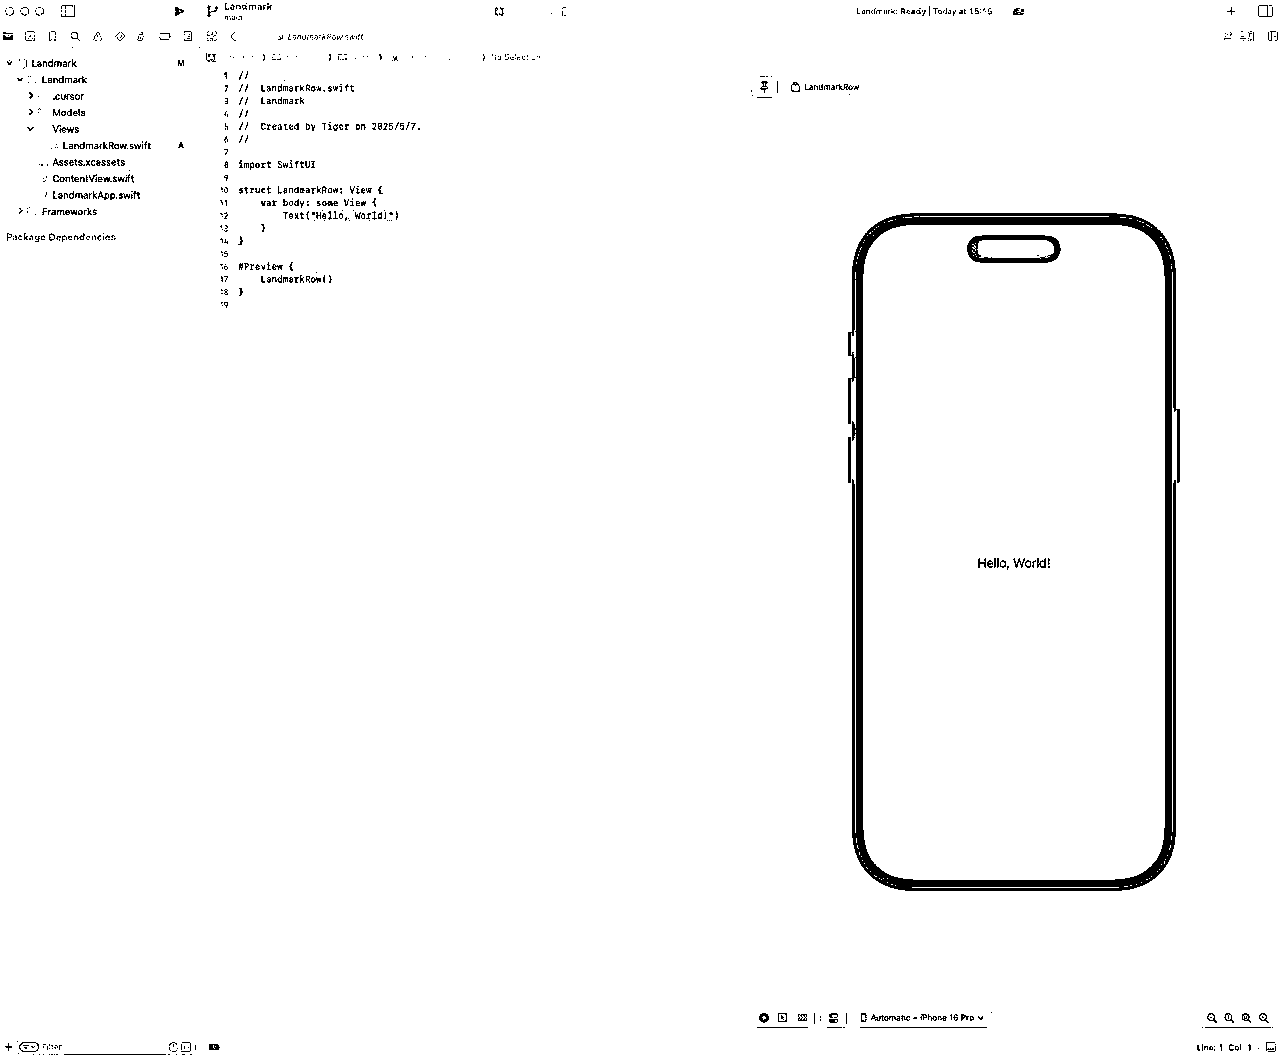 Landmark
main
Landmark: Ready | Today at 15:15
LandmarkRow.swift
No Selection
Landmark M
Landmark
.cursor
Models
Views
LandmarkRow.swift A
Assets.xcassets
ContentView.swift
LandmarkApp.swift
Frameworks
Package Dependencies
1 //
2 //  LandmarkRow.swift
3 //  Landmark
4 //
5 //  Created by Tiger on 2025/5/7.
6 //
7
8 import SwiftUI
9
10 struct LandmarkRow: View {
11     var body: some View {
12         Text("Hello, World!")
13     }
14 }
15
16 #Preview {
17     LandmarkRow()
18 }
19
LandmarkRow
Hello, World!
Automatic – iPhone 16 Pro
Filter
Line: 1 Col: 1